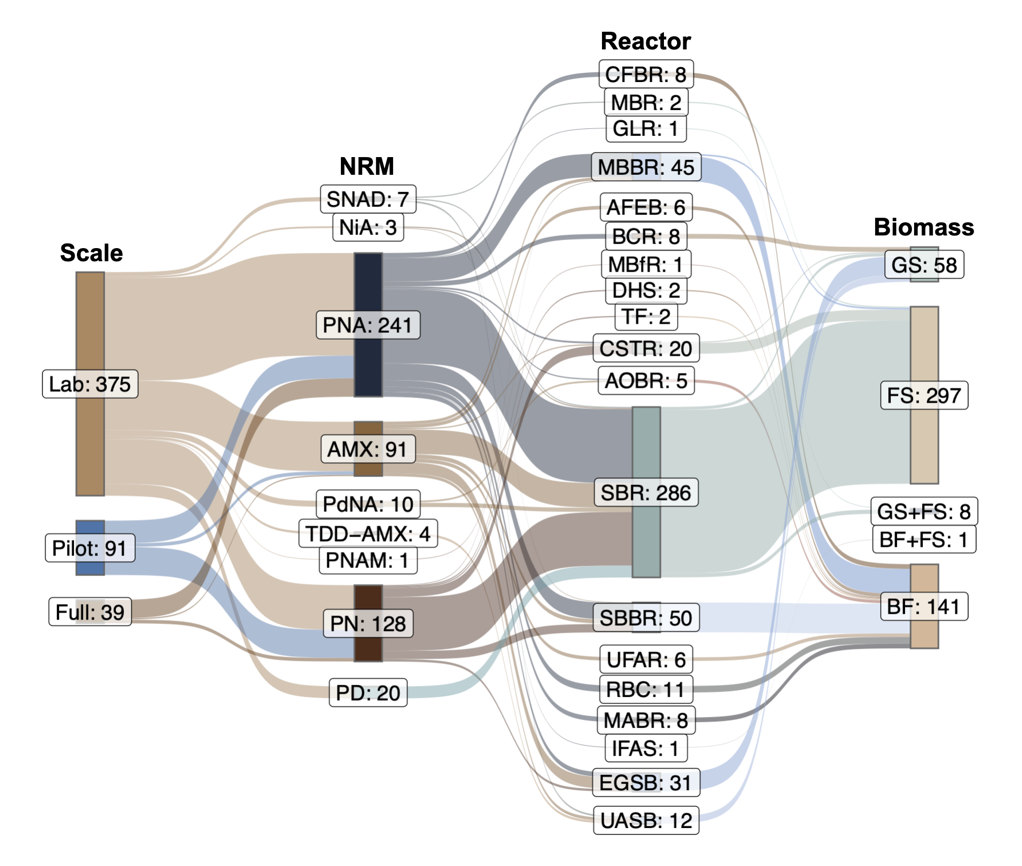 Scale
Lab: 375
Pilot: 91
Full: 39
NRM
SNAD: 7
NiA: 3
PNA: 241
AMX: 91
PdNA: 10
TDD−AMX: 4
PNAM: 1
PN: 128
PD: 20
Reactor
CFBR: 8
MBR: 2
GLR: 1
MBBR: 45
AFEB: 6
BCR: 8
MBfR: 1
DHS: 2
TF: 2
CSTR: 20
AOBR: 5
SBR: 286
SBBR: 50
UFAR: 6
RBC: 11
MABR: 8
IFAS: 1
EGSB: 31
UASB: 12
Biomass
GS: 58
FS: 297
GS+FS: 8
BF+FS: 1
BF: 141